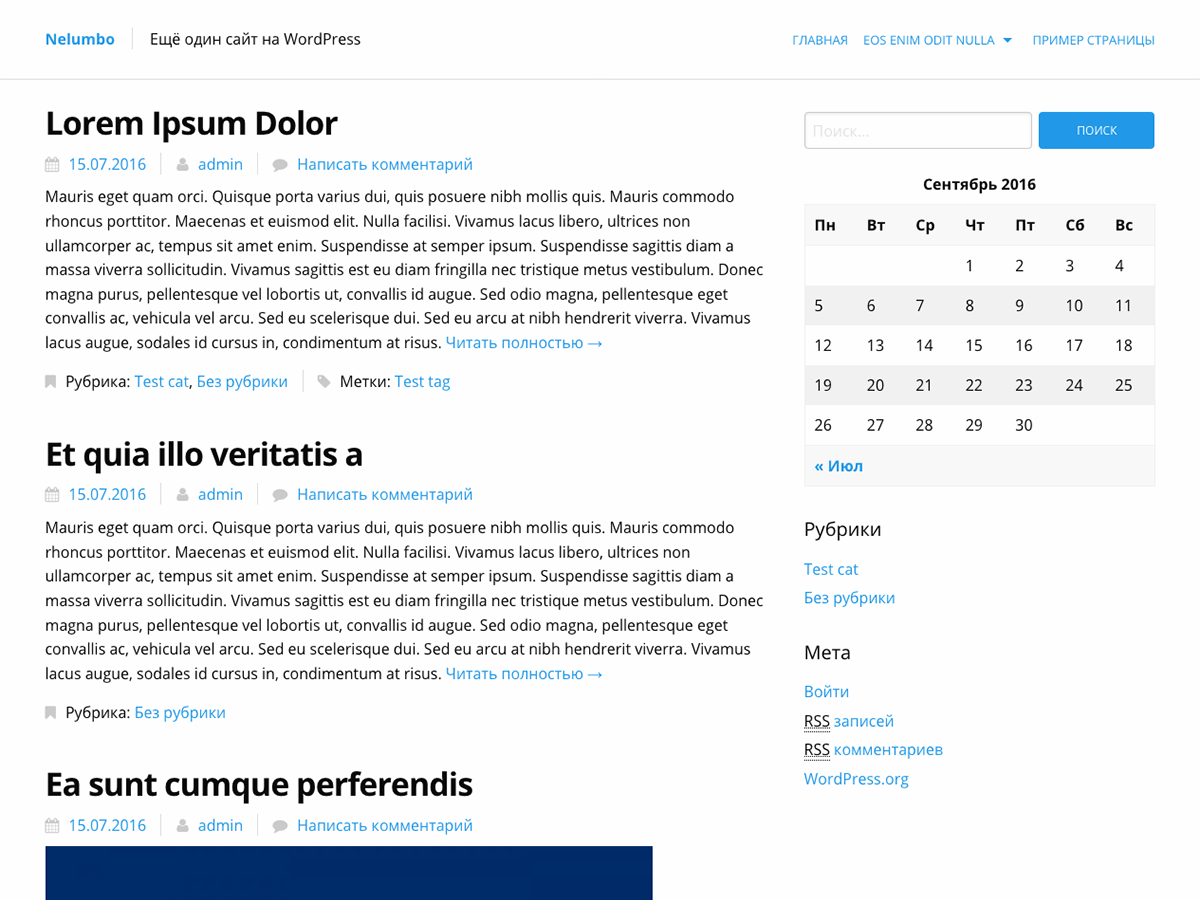 Nelumbo
Ещё один сайт на WordPress
ГЛАВНАЯ EOS ENIM ODIT NULLA ПРИМЕР СТРАНИЦЫ
Lorem Ipsum Dolor
15.07.2016 admin Написать комментарий
Mauris eget quam orci. Quisque porta varius dui, quis posuere nibh mollis quis. Mauris commodo
rhoncus porttitor. Maecenas et euismod elit. Nulla facilisi. Vivamus lacus libero, ultrices non
ullamcorper ac, tempus sit amet enim. Suspendisse at semper ipsum. Suspendisse sagittis diam a
massa viverra sollicitudin. Vivamus sagittis est eu diam fringilla nec tristique metus vestibulum. Donec
magna purus, pellentesque vel lobortis ut, convallis id augue. Sed odio magna, pellentesque eget
convallis ac, vehicula vel arcu. Sed eu scelerisque dui. Sed eu arcu at nibh hendrerit viverra. Vivamus
lacus augue, sodales id cursus in, condimentum at risus. Читать полностью →
Рубрика: Test cat, Без рубрики Метки: Test tag
Et quia illo veritatis a
15.07.2016 admin Написать комментарий
Mauris eget quam orci. Quisque porta varius dui, quis posuere nibh mollis quis. Mauris commodo
rhoncus porttitor. Maecenas et euismod elit. Nulla facilisi. Vivamus lacus libero, ultrices non
ullamcorper ac, tempus sit amet enim. Suspendisse at semper ipsum. Suspendisse sagittis diam a
massa viverra sollicitudin. Vivamus sagittis est eu diam fringilla nec tristique metus vestibulum. Donec
magna purus, pellentesque vel lobortis ut, convallis id augue. Sed odio magna, pellentesque eget
convallis ac, vehicula vel arcu. Sed eu scelerisque dui. Sed eu arcu at nibh hendrerit viverra. Vivamus
lacus augue, sodales id cursus in, condimentum at risus. Читать полностью →
Рубрика: Без рубрики
Ea sunt cumque perferendis
15.07.2016 admin Написать комментарий
Поиск... ПОИСК
Сентябрь 2016
Пн Вт Ср Чт Пт Сб Вс
1 2 3 4
5 6 7 8 9 10 11
12 13 14 15 16 17 18
19 20 21 22 23 24 25
26 27 28 29 30
« Июл
Рубрики
Test cat
Без рубрики
Мета
Войти
RSS записей
RSS комментариев
WordPress.org